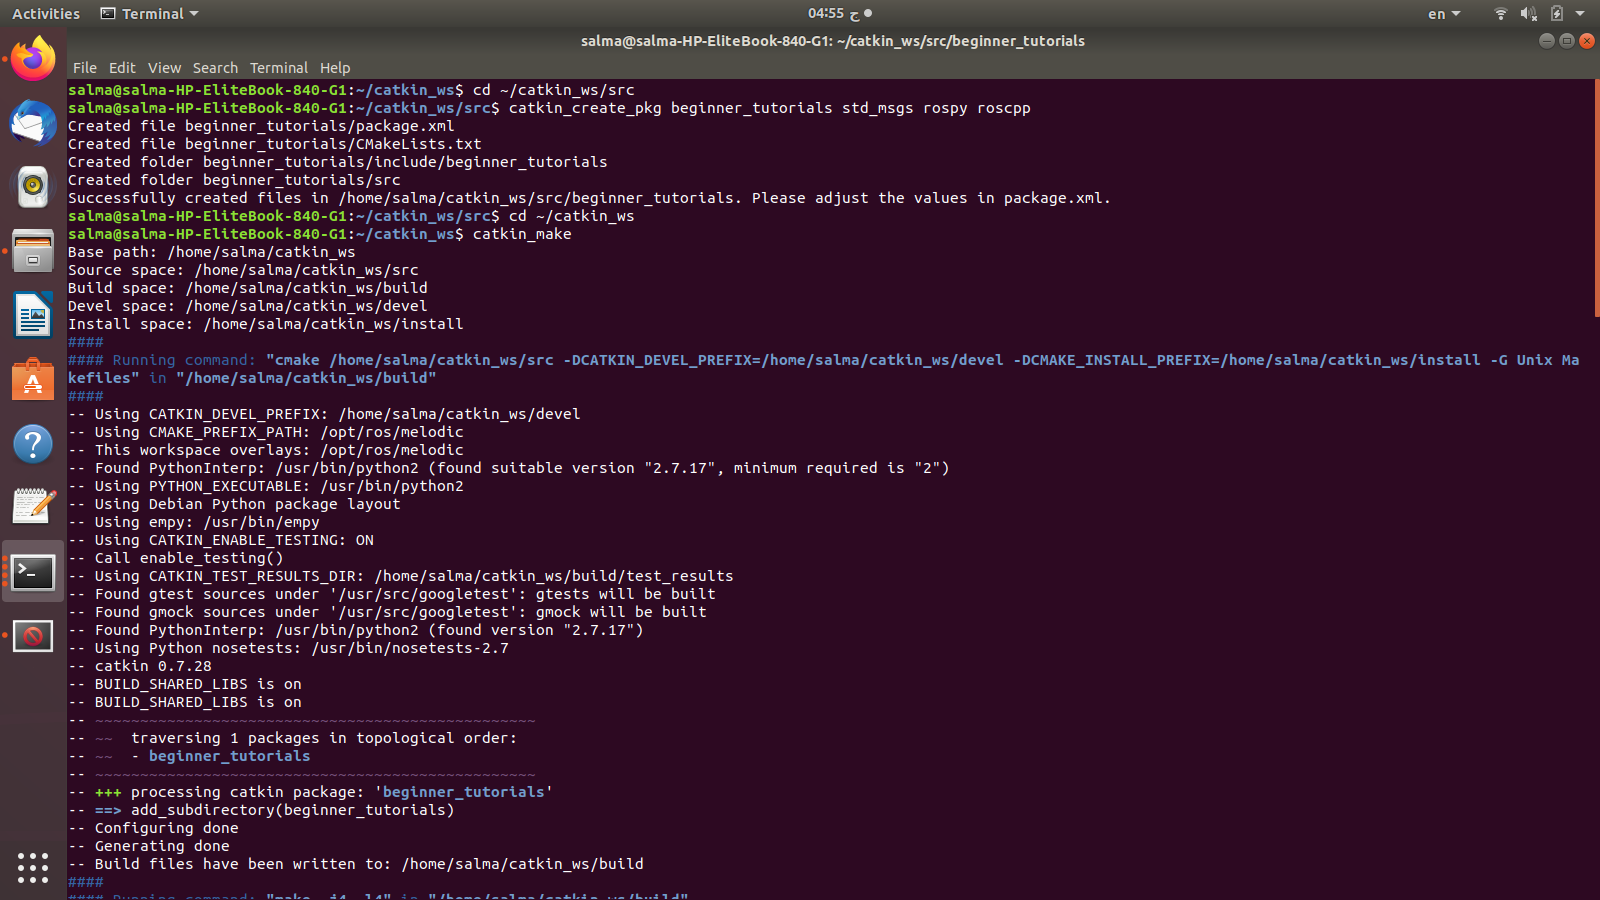 Activities Terminal 04:55 ح en
salma@salma-HP-EliteBook-840-G1: ~/catkin_ws/src/beginner_tutorials
File Edit View Search Terminal Help
salma@salma-HP-EliteBook-840-G1:~/catkin_ws$ cd ~/catkin_ws/src
salma@salma-HP-EliteBook-840-G1:~/catkin_ws/src$ catkin_create_pkg beginner_tutorials std_msgs rospy roscpp
Created file beginner_tutorials/package.xml
Created file beginner_tutorials/CMakeLists.txt
Created folder beginner_tutorials/include/beginner_tutorials
Created folder beginner_tutorials/src
Successfully created files in /home/salma/catkin_ws/src/beginner_tutorials. Please adjust the values in package.xml.
salma@salma-HP-EliteBook-840-G1:~/catkin_ws/src$ cd ~/catkin_ws
salma@salma-HP-EliteBook-840-G1:~/catkin_ws$ catkin_make
Base path: /home/salma/catkin_ws
Source space: /home/salma/catkin_ws/src
Build space: /home/salma/catkin_ws/build
Devel space: /home/salma/catkin_ws/devel
Install space: /home/salma/catkin_ws/install
####
#### Running command: "cmake /home/salma/catkin_ws/src -DCATKIN_DEVEL_PREFIX=/home/salma/catkin_ws/devel -DCMAKE_INSTALL_PREFIX=/home/salma/catkin_ws/install -G Unix Ma
kefiles" in "/home/salma/catkin_ws/build"
####
-- Using CATKIN_DEVEL_PREFIX: /home/salma/catkin_ws/devel
-- Using CMAKE_PREFIX_PATH: /opt/ros/melodic
-- This workspace overlays: /opt/ros/melodic
-- Found PythonInterp: /usr/bin/python2 (found suitable version "2.7.17", minimum required is "2")
-- Using PYTHON_EXECUTABLE: /usr/bin/python2
-- Using Debian Python package layout
-- Using empy: /usr/bin/empy
-- Using CATKIN_ENABLE_TESTING: ON
-- Call enable_testing()
-- Using CATKIN_TEST_RESULTS_DIR: /home/salma/catkin_ws/build/test_results
-- Found gtest sources under '/usr/src/googletest': gtests will be built
-- Found gmock sources under '/usr/src/googletest': gmock will be built
-- Found PythonInterp: /usr/bin/python2 (found version "2.7.17")
-- Using Python nosetests: /usr/bin/nosetests-2.7
-- catkin 0.7.28
-- BUILD_SHARED_LIBS is on
-- BUILD_SHARED_LIBS is on
-- ~~~~~~~~~~~~~~~~~~~~~~~~~~~~~~~~~~~~~~~~~~~~~~~~~
-- ~~  traversing 1 packages in topological order:
-- ~~  - beginner_tutorials
-- ~~~~~~~~~~~~~~~~~~~~~~~~~~~~~~~~~~~~~~~~~~~~~~~~~
-- +++ processing catkin package: 'beginner_tutorials'
-- ==> add_subdirectory(beginner_tutorials)
-- Configuring done
-- Generating done
-- Build files have been written to: /home/salma/catkin_ws/build
####
#### Running command: "make -j4 -l4" in "/home/salma/catkin_ws/build"